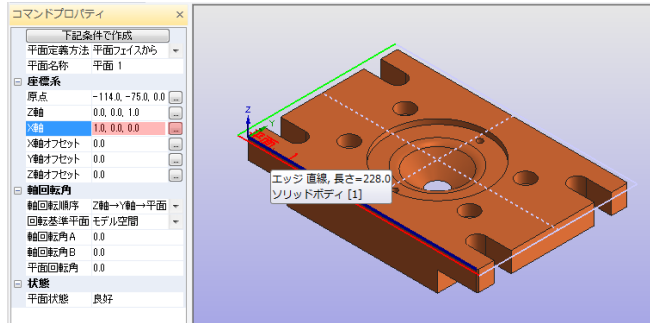 コマンドプロパティ
下記条件で作成
平面定義方法 平面フェイスから
平面名称 平面 1
座標系
原点 -114.0, -75.0, 0.0 ...
Z軸 0.0, 0.0, 1.0 ...
X軸 1.0, 0.0, 0.0 ...
X軸オフセット 0.0 ...
Y軸オフセット 0.0 ...
Z軸オフセット 0.0 ...
軸回転角
軸回転順序 Z軸→Y軸→平面
回転基準平面 モデル空間
軸回転角A 0.0
軸回転角B 0.0
平面回転角 0.0
状態
平面状態 良好
Z
Y
エッジ 直線, 長さ=228.0
ソリッドボディ [1]